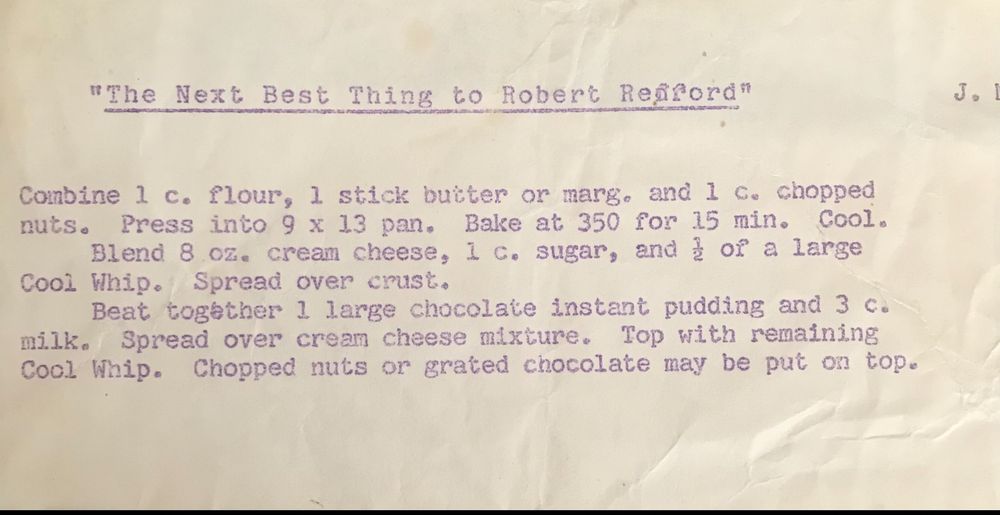 "The Next Best Thing to Robert Redford" J.
Combine 1 c. flour, 1 stick butter or marg. and 1 c. chopped
nuts. Press into 9 x 13 pan. Bake at 350 for 15 min. Cool.
Blend 8 oz. cream cheese, 1 c. sugar, and ½ of a large
Cool Whip. Spread over crust.
Beat together 1 large chocolate instant pudding and 3 c.
milk. Spread over cream cheese mixture. Top with remaining
Cool Whip. Chopped nuts or grated chocolate may be put on top.